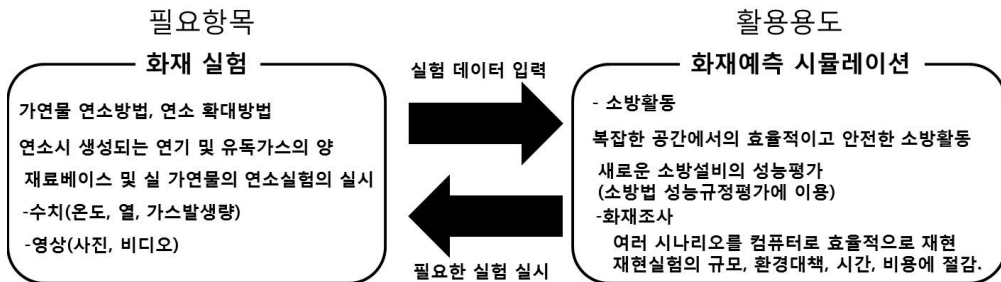 필요항목
화재 실험
가연물 연소방법, 연소 확대방법
연소시 생성되는 연기 및 유독가스의 양
재료베이스 및 실 가연물의 연소실험의 실시
-수치(온도, 열, 가스발생량)
-영상(사진, 비디오)
실험 데이터 입력
필요한 실험 실시
활용용도
화재예측 시뮬레이션
- 소방활동
복잡한 공간에서의 효율적이고 안전한 소방활동
새로운 소방설비의 성능평가
(소방법 성능규정평가에 이용)
-화재조사
여러 시나리오를 컴퓨터로 효율적으로 재현
재현실험의 규모, 환경대책, 시간, 비용에 절감.